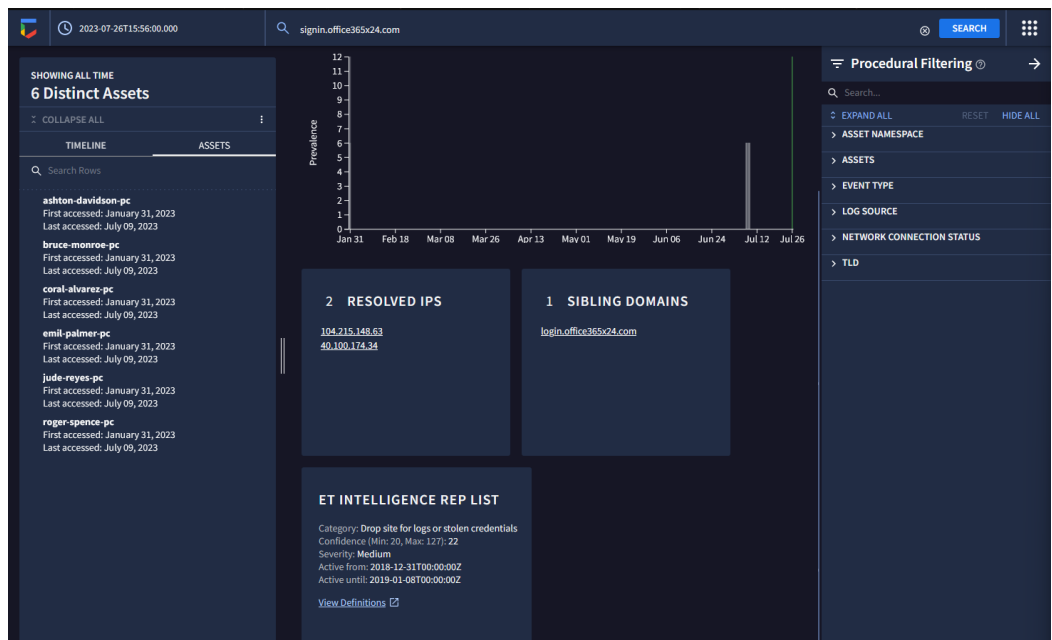 2023-07-26T15:56:00.000
signin.office365x24.com
SEARCH
SHOWING ALL TIME
6 Distinct Assets
COLLAPSE ALL
TIMELINE
ASSETS
Search Rows
ashton-davidson-pc
First accessed: January 31, 2023
Last accessed: July 09, 2023
bruce-monroe-pc
First accessed: January 31, 2023
Last accessed: July 09, 2023
coral-alvarez-pc
First accessed: January 31, 2023
Last accessed: July 09, 2023
emil-palmer-pc
First accessed: January 31, 2023
Last accessed: July 09, 2023
jude-reyes-pc
First accessed: January 31, 2023
Last accessed: July 09, 2023
roger-spence-pc
First accessed: January 31, 2023
Last accessed: July 09, 2023
Prevalence
12
11
10
9
8
7
6
5
4
3
2
1
0
Jan 31 Feb 18 Mar 08 Mar 26 Apr 13 May 01 May 19 Jun 06 Jun 24 Jul 12 Jul 26
2 RESOLVED IPS
104.215.148.63
40.100.174.34
1 SIBLING DOMAINS
login.office365x24.com
ET INTELLIGENCE REP LIST
Category: Drop site for logs or stolen credentials
Confidence (Min: 20, Max: 127): 22
Severity: Medium
Active from: 2018-12-31T00:00:00Z
Active until: 2019-01-08T00:00:00Z
View Definitions
Procedural Filtering
Search...
EXPAND ALL RESET HIDE ALL
ASSET NAMESPACE
ASSETS
EVENT TYPE
LOG SOURCE
NETWORK CONNECTION STATUS
TLD